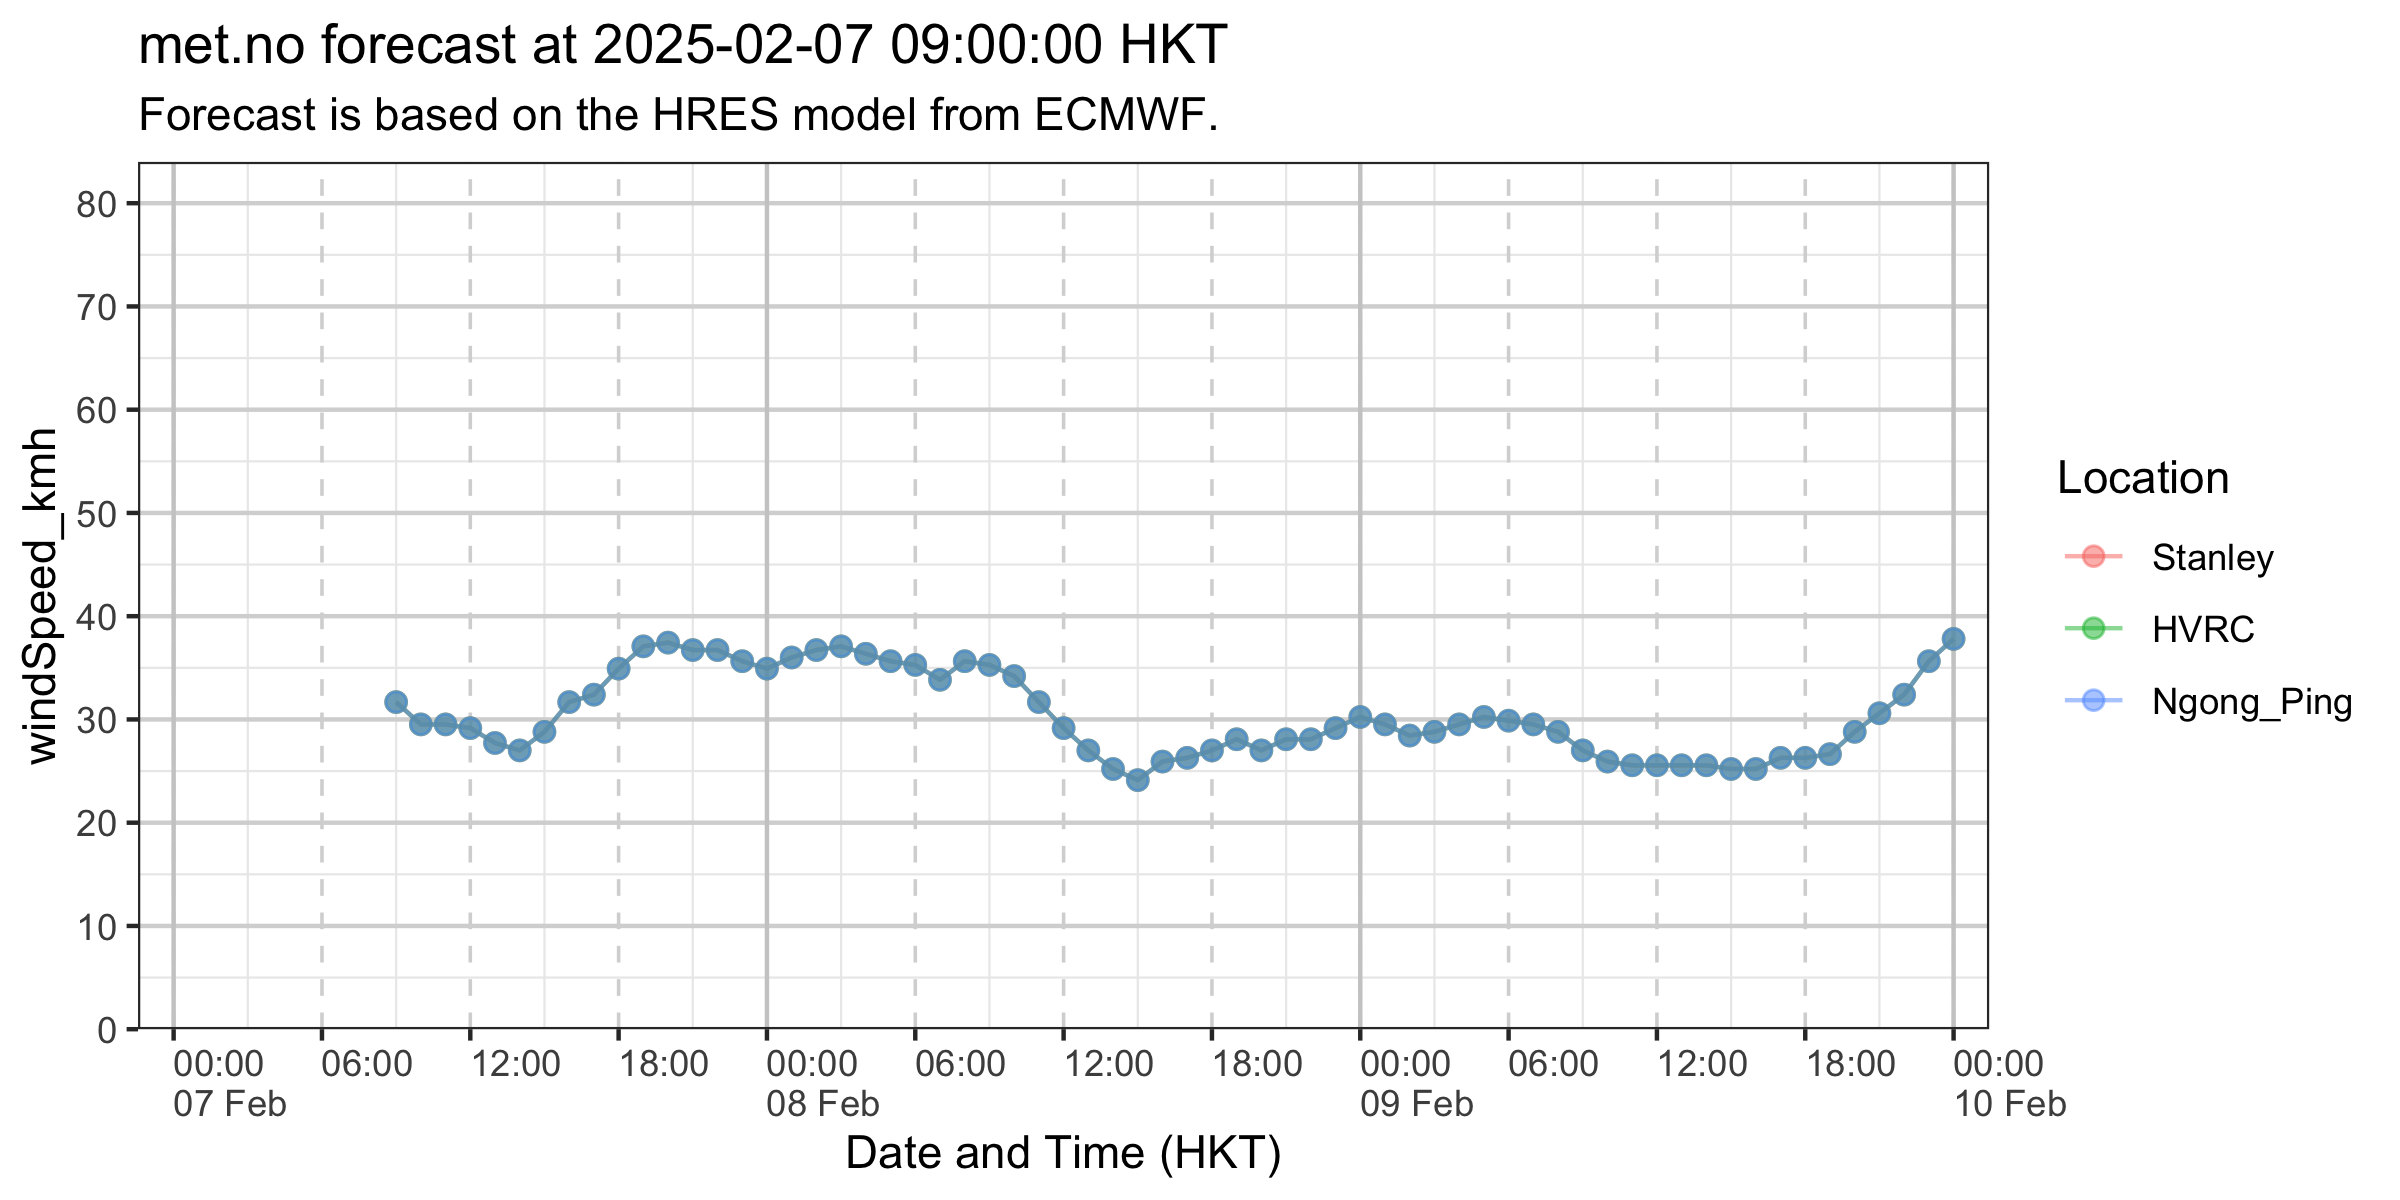 met.no forecast at 2025-02-07 09:00:00 HKT
Forecast is based on the HRES model from ECMWF.
windSpeed_kmh
80
70
60
50
40
30
20
10
0
00:00 06:00 12:00 18:00 00:00 06:00 12:00 18:00 00:00 06:00 12:00 18:00 00:00
07 Feb 08 Feb 09 Feb 10 Feb
Date and Time (HKT)
Location
Stanley
HVRC
Ngong_Ping